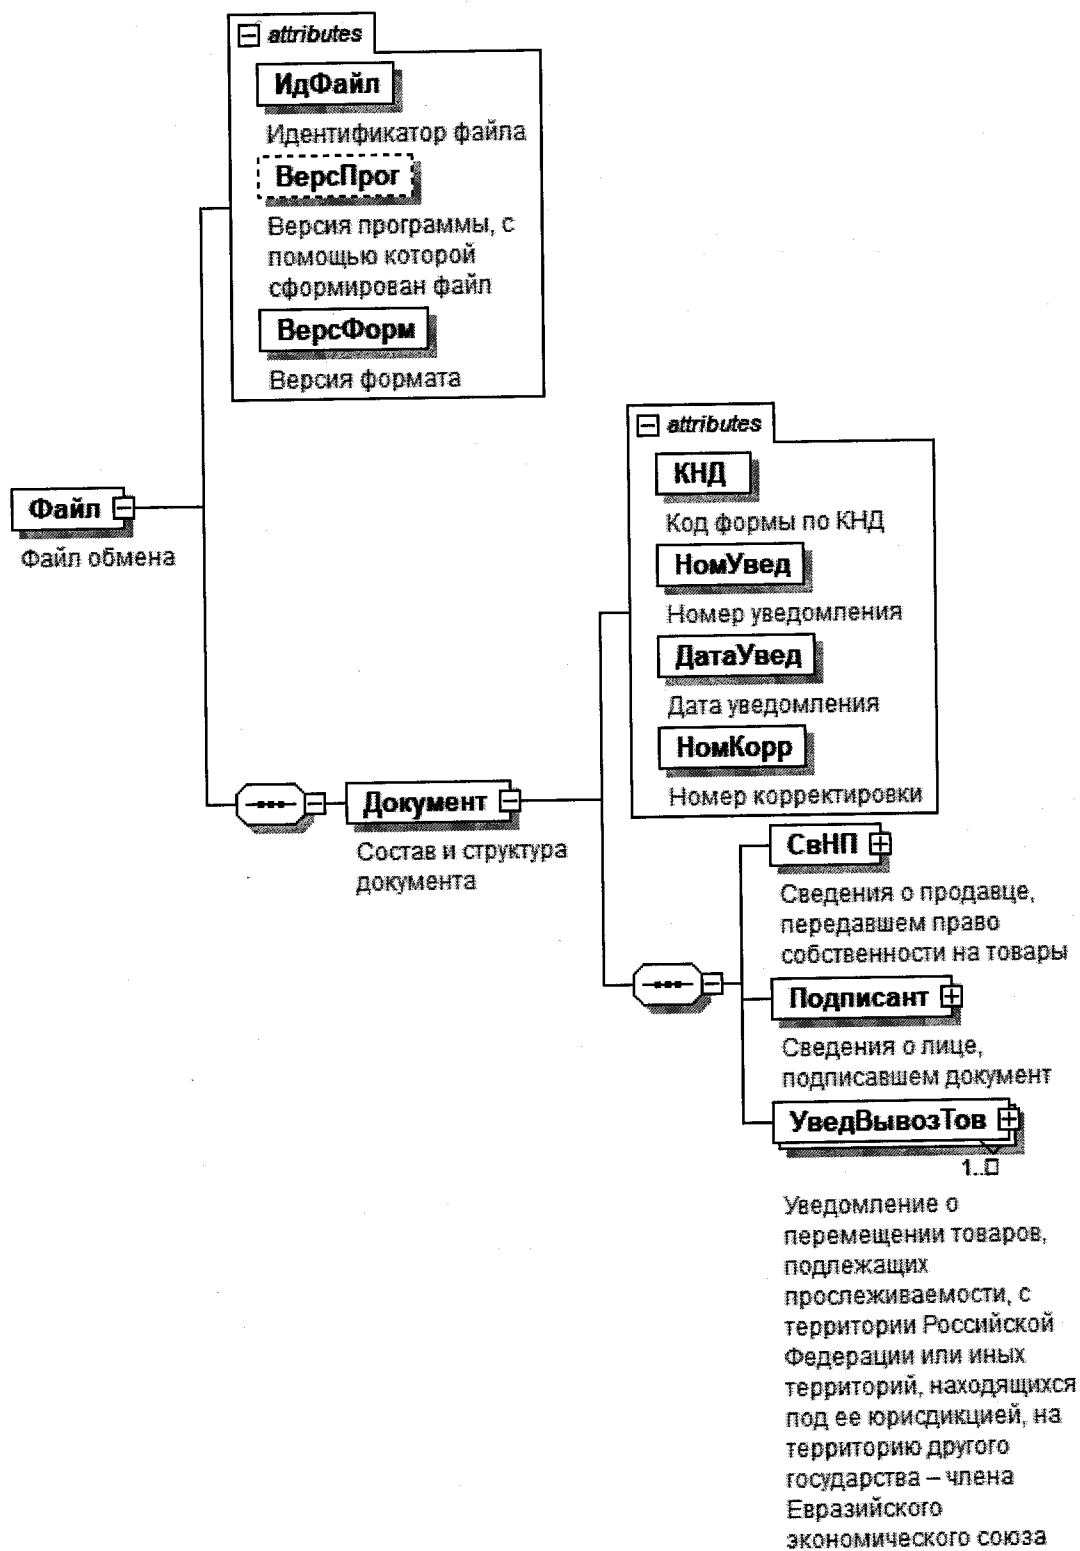 attributes
ИдФайл
Идентификатор файла
ВерсПрог
Версия программы, с
помощью которой
сформирован файл
ВерсФорм
Версия формата
Файл
Файл обмена
attributes
КНД
Код формы по КНД
НомУвед
Номер уведомления
ДатаУвед
Дата уведомления
НомКорр
Номер корректировки
Документ
Состав и структура
документа
СвНП
Сведения о продавце,
передавшем право
собственности на товары
Подписант
Сведения о лице,
подписавшем документ
УведВывозТов
1..□
Уведомление о
перемещении товаров,
подлежащих
прослеживаемости, с
территории Российской
Федерации или иных
территорий, находящихся
под ее юрисдикцией, на
территорию другого
государства – члена
Евразийского
экономического союза